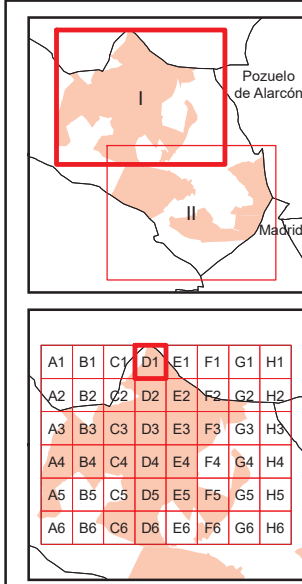 I
Pozuelo
de Alarcón
II
Madrid
A1 B1 C1 D1 E1 F1 G1 H1
A2 B2 C2 D2 E2 F2 G2 H2
A3 B3 C3 D3 E3 F3 G3 H3
A4 B4 C4 D4 E4 F4 G4 H4
A5 B5 C5 D5 E5 F5 G5 H5
A6 B6 C6 D6 E6 F6 G6 H6